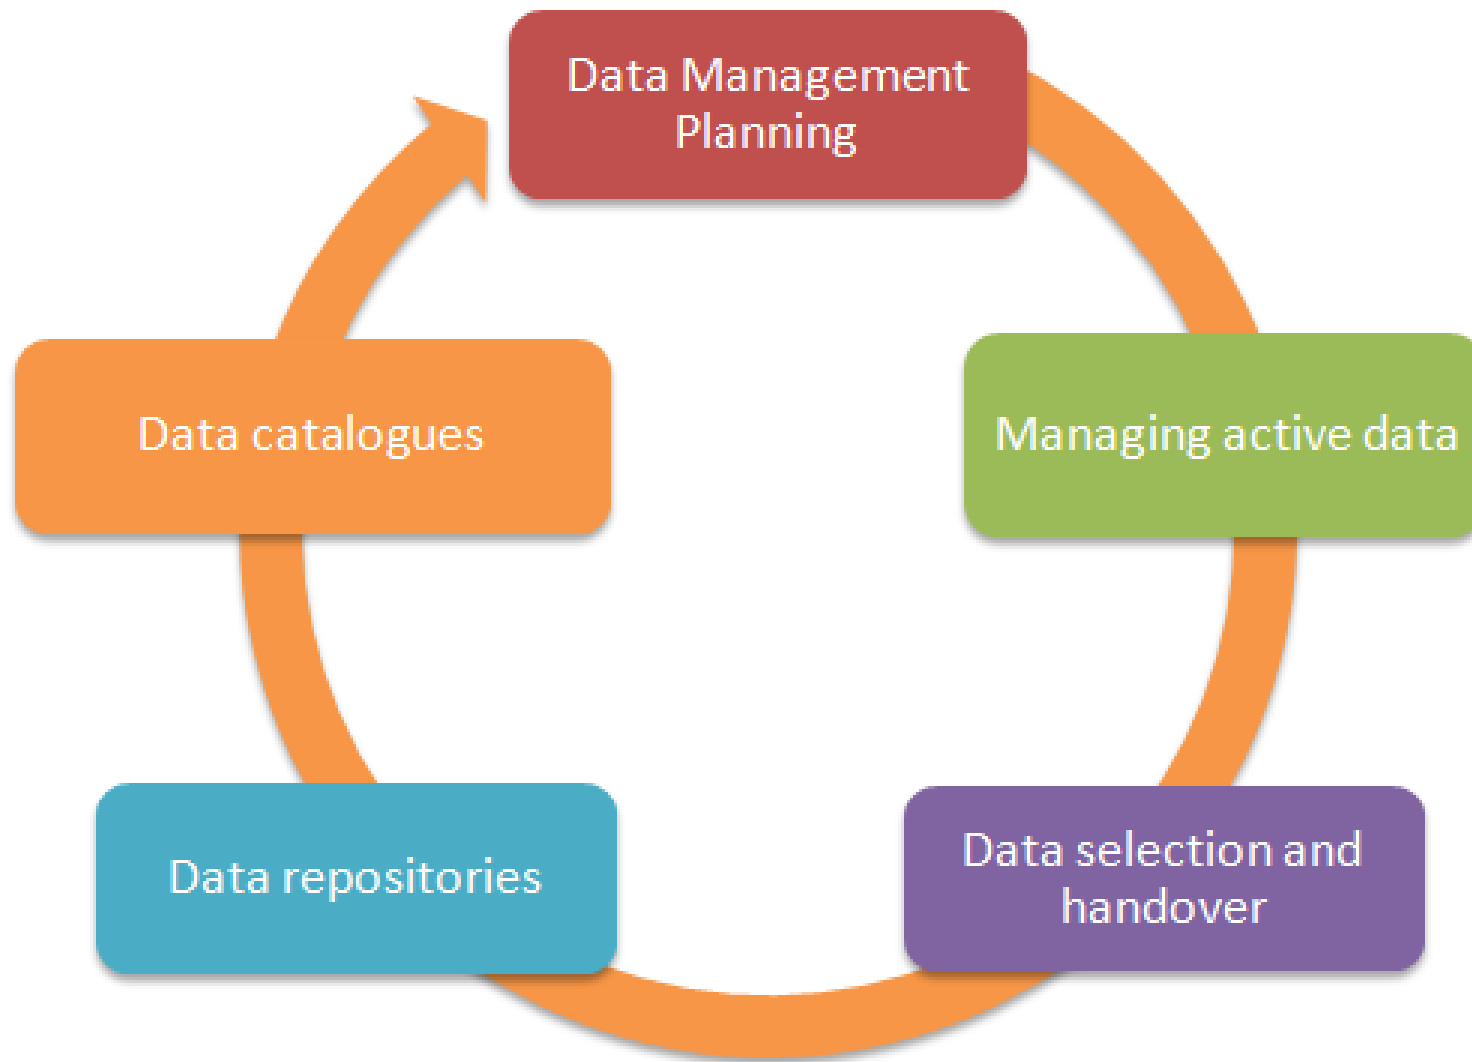 Data Management
Planning
Managing active data
Data selection and
handover
Data repositories
Data catalogues